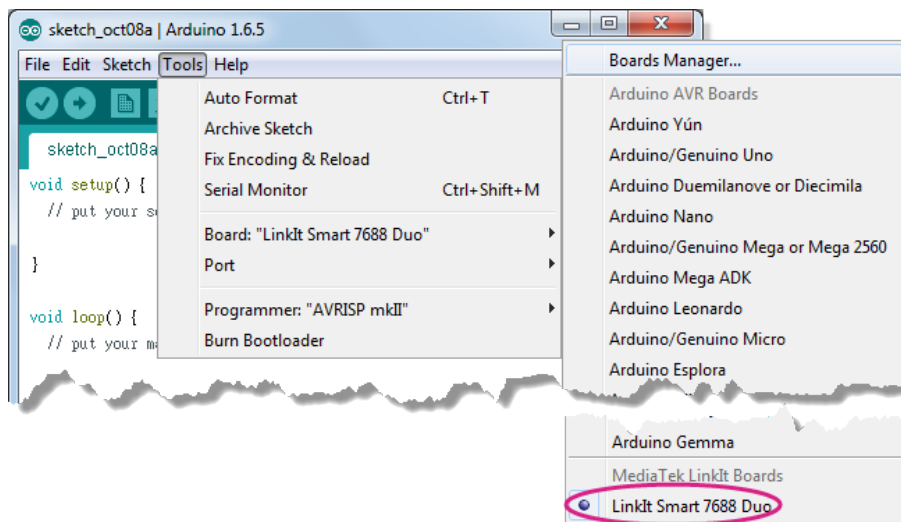 sketch_oct08a | Arduino 1.6.5
File Edit Sketch Tools Help
sketch_oct08a
void setup() {
// put your s
}
void loop() {
// put your m
Auto Format Ctrl+T
Archive Sketch
Fix Encoding & Reload
Serial Monitor Ctrl+Shift+M
Board: "LinkIt Smart 7688 Duo"
Port
Programmer: "AVRISP mkII"
Burn Bootloader
Boards Manager...
Arduino AVR Boards
Arduino Yún
Arduino/Genuino Uno
Arduino Duemilanove or Diecimila
Arduino Nano
Arduino/Genuino Mega or Mega 2560
Arduino Mega ADK
Arduino Leonardo
Arduino/Genuino Micro
Arduino Esplora
Arduino Gemma
MediaTek LinkIt Boards
LinkIt Smart 7688 Duo